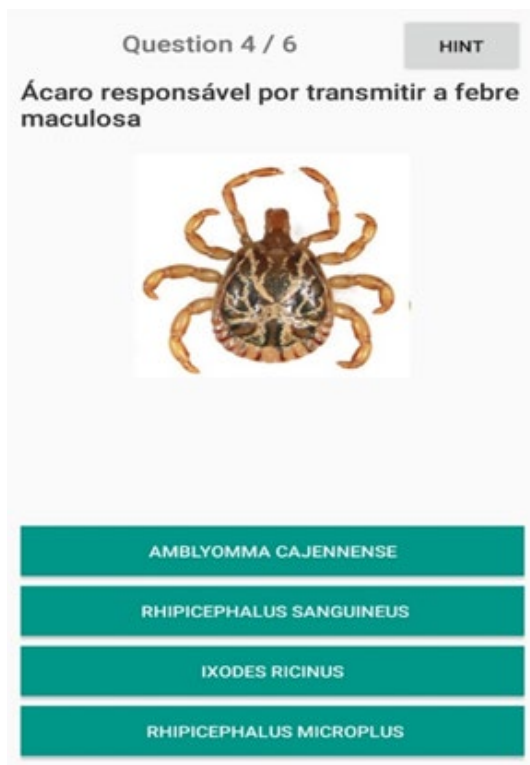 Question 4 / 6
HINT
Ácaro responsável por transmitir a febre
maculosa
AMBLYOMMA CAJENNENSE
RHIPICEPHALUS SANGUINEUS
IXODES RICINUS
RHIPICEPHALUS MICROPLUS